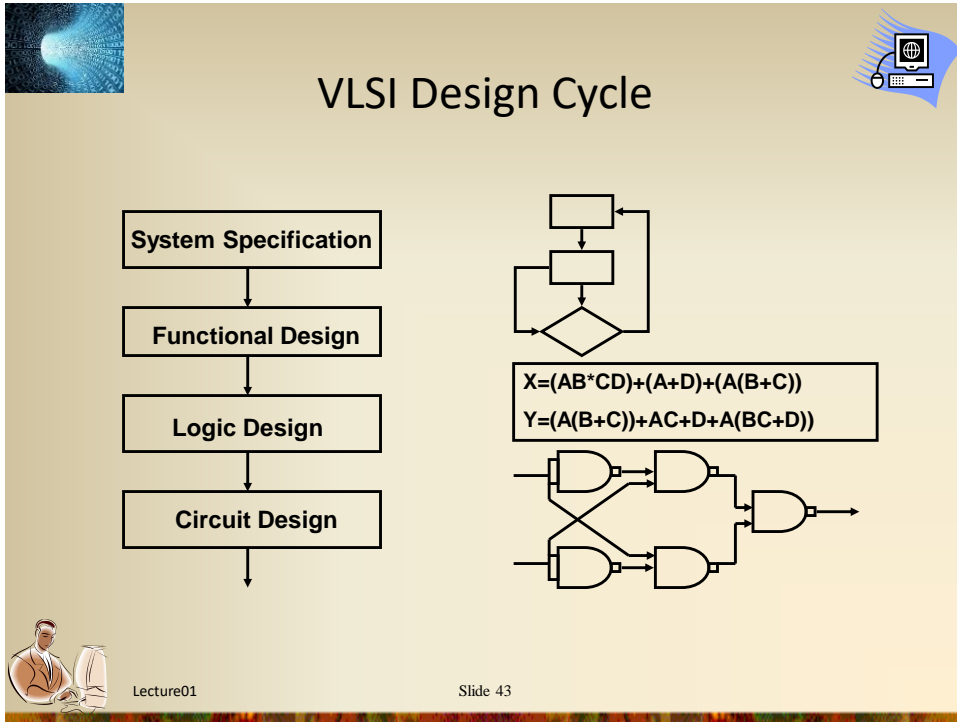 VLSI Design Cycle
System Specification
Functional Design
Logic Design
Circuit Design
X=(AB*CD)+(A+D)+(A(B+C))
Y=(A(B+C))+AC+D+A(BC+D))
Lecture01
Slide 43